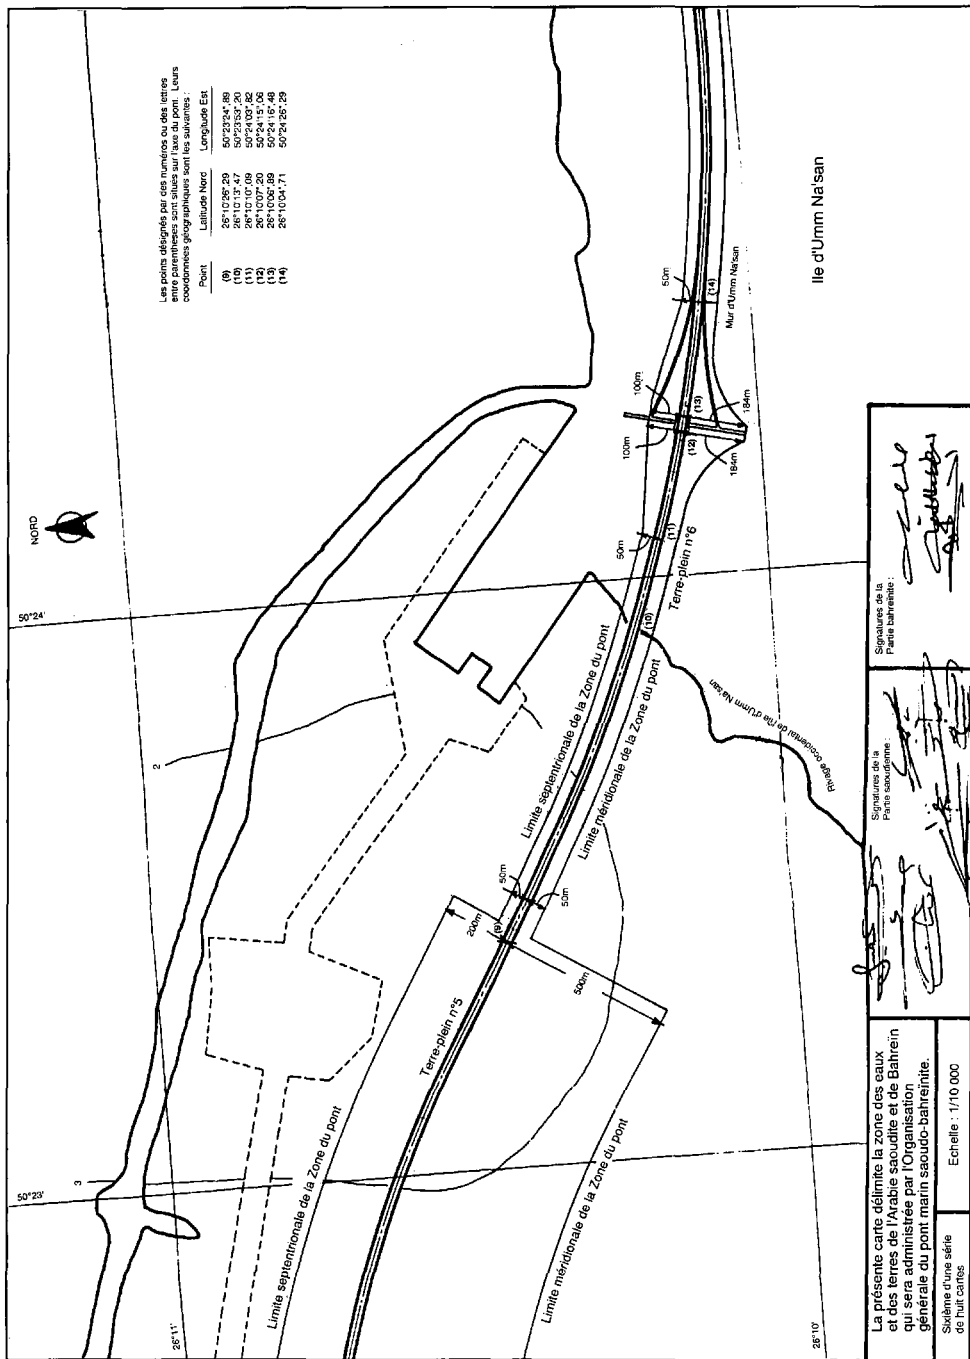 Les points désignés par des numéros ou des lettres
entre parenthèses sont situés sur l'axe du pont. Leurs
coordonnées géographiques sont les suivantes :
Point Latitude Nord Longitude Est
(9) 26°10'26",29 50°23'24",89
(10) 26°10'13",47 50°23'53",20
(11) 26°10'10",09 50°24'03",82
(12) 26°10'07",20 50°24'15",06
(13) 26°10'06",89 50°24'16",48
(14) 26°10'04",71 50°24'26",29
NORD
50°24'
50°23'
26°11'
26°10'
2
3
Ile d'Umm Na'san
Mur d'Umm Na'san
50m
(14)
100m
(13)
184m
100m
(12)
184m
50m
(11)
Terre-plein n°6
(10)
Rivage occidental de l'île d'Umm Na'san
Limite septentrionale de la Zone du pont
Limite méridionale de la Zone du pont
50m
50m
200m
(9)
500m
Terre-plein n°5
Limite septentrionale de la Zone du pont
Limite méridionale de la Zone du pont
La présente carte délimite la zone des eaux
et des terres de l'Arabie saoudite et de Bahreïn
qui sera administrée par l'Organisation
générale du pont marin saoudo-bahreïnite.
Sixième d'une série
de huit cartes
Echelle : 1/10 000
Signatures de la
Partie saoudienne :
Signatures de la
Partie bahreïnite :